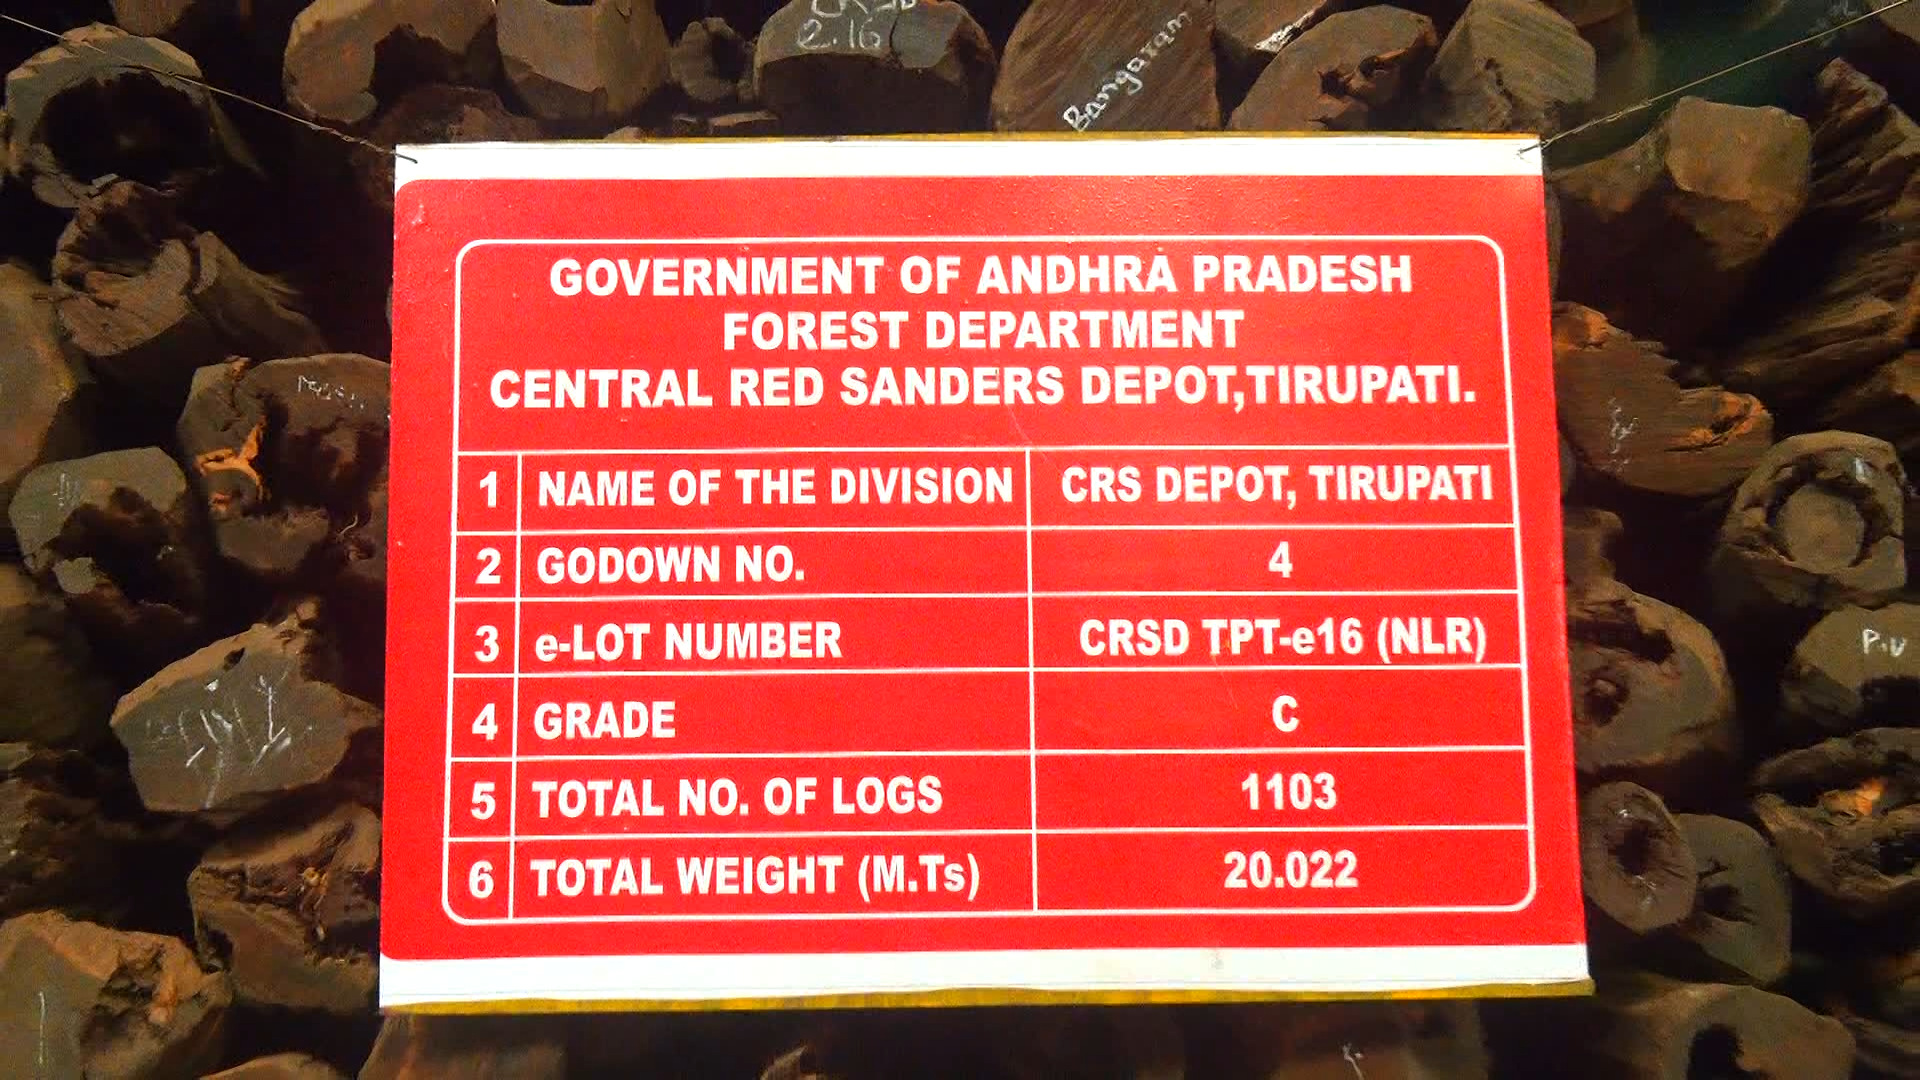 2.16
Bangaram
GOVERNMENT OF ANDHRA PRADESH
FOREST DEPARTMENT
CENTRAL RED SANDERS DEPOT,TIRUPATI.
1 NAME OF THE DIVISION CRS DEPOT, TIRUPATI
2 GODOWN NO. 4
3 e-LOT NUMBER CRSD TPT-e16 (NLR)
4 GRADE C
5 TOTAL NO. OF LOGS 1103
6 TOTAL WEIGHT (M.Ts) 20.022